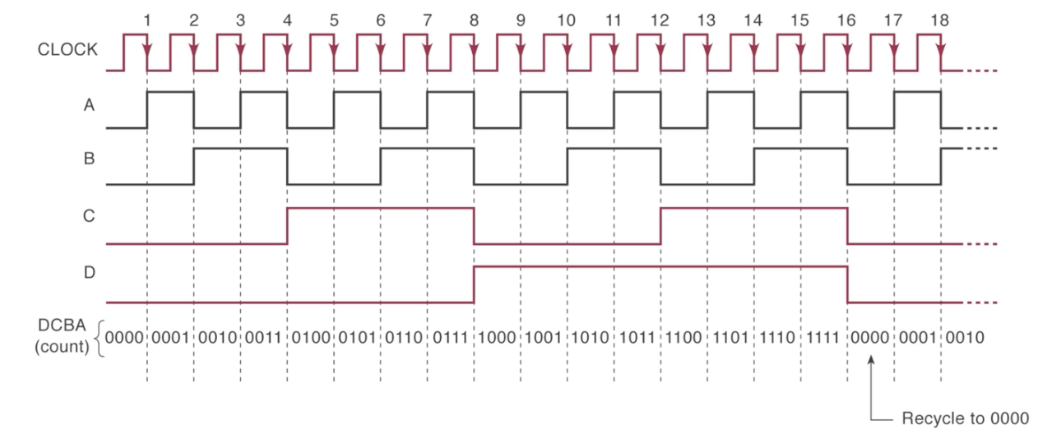 1 2 3 4 5 6 7 8 9 10 11 12 13 14 15 16 17 18
CLOCK
A
B
C
D
DCBA
(count)
0000 0001 0010 0011 0100 0101 0110 0111 1000 1001 1010 1011 1100 1101 1110 1111 0000 0001 0010
Recycle to 0000